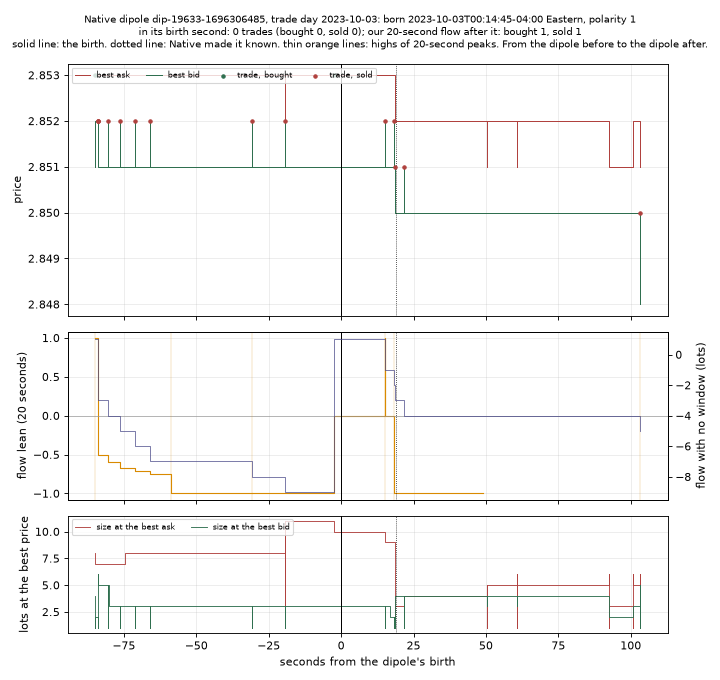 Native dipole dip-19633-1696306485, trade day 2023-10-03: born 2023-10-03T00:14:45-04:00 Eastern, polarity 1
in its birth second: 0 trades (bought 0, sold 0); our 20-second flow after it: bought 1, sold 1
solid line: the birth. dotted line: Native made it known. thin orange lines: highs of 20-second peaks. From the dipole before to the dipole after.
best ask best bid trade, bought trade, sold
2.853
2.852
2.851
2.850
2.849
2.848
price
1.0
0.5
0.0
−0.5
−1.0
flow lean (20 seconds)
0
−2
−4
−6
−8
flow with no window (lots)
size at the best ask size at the best bid
10.0
7.5
5.0
2.5
lots at the best price
−75 −50 −25 0 25 50 75 100
seconds from the dipole's birth